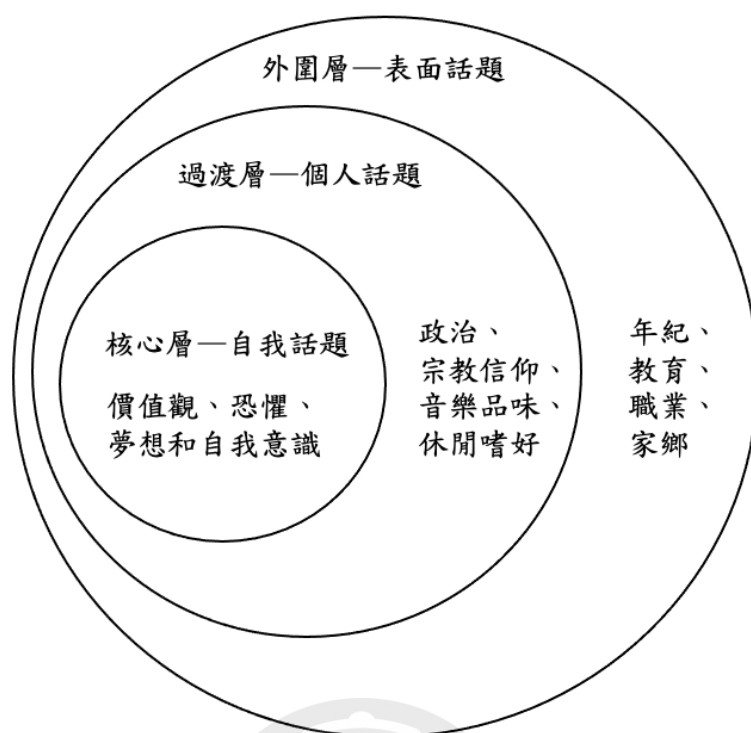 外圍層—表面話題
過渡層—個人話題
核心層—自我話題
價值觀、恐懼、
夢想和自我意識
政治、
宗教信仰、
音樂品味、
休閒嗜好
年紀、
教育、
職業、
家鄉